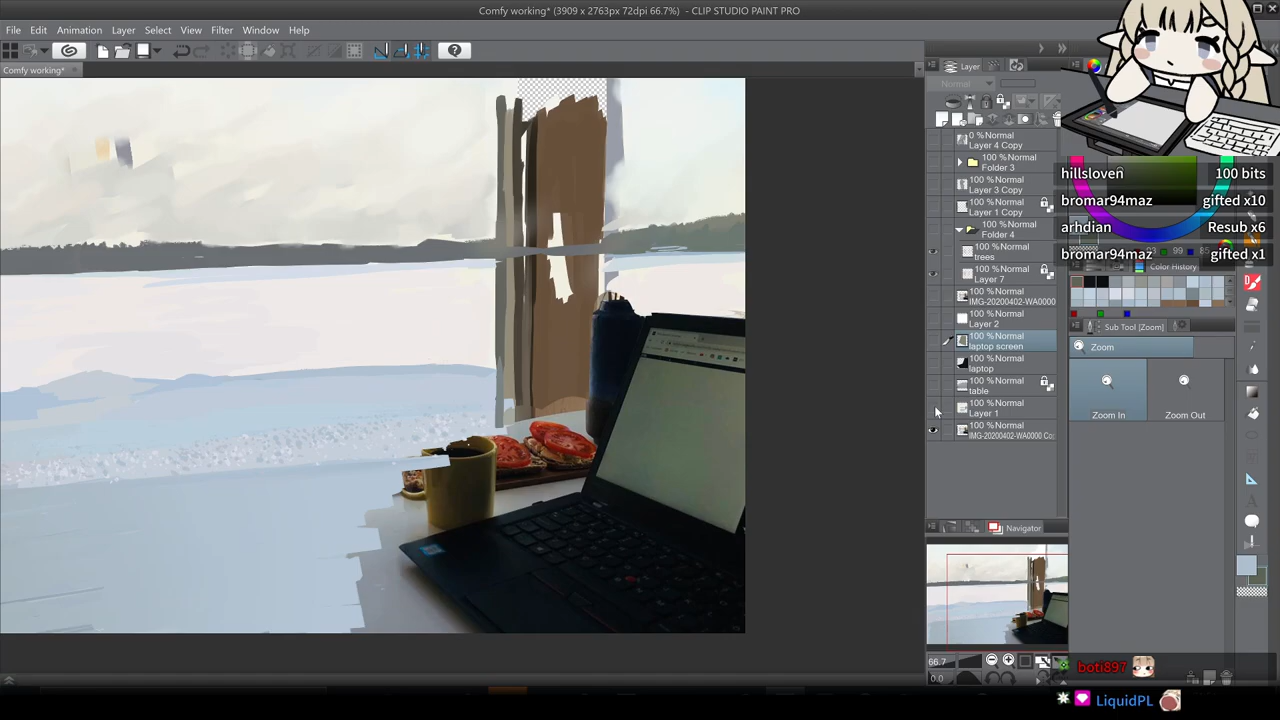 Comfy working* (3909 x 2763px 72dpi 66.7%) - CLIP STUDIO PAINT PRO
File Edit Animation Layer Select View Filter Window Help
Comfy working*
Layer
Normal
0 %Normal
Layer 4 Copy
100 %Normal
Folder 3
100 %Normal
Layer 3 Copy
100 %Normal
Layer 1 Copy
100 %Normal
Folder 4
100 %Normal
trees
100 %Normal
Layer 7
100 %Normal
IMG-20200402-WA0000
100 %Normal
Layer 2
100 %Normal
laptop screen
100 %Normal
laptop
100 %Normal
table
100 %Normal
Layer 1
100 %Normal
IMG-20200402-WA0000 Co
Navigator
66.7
0.0
hillsloven 100 bits
bromar94maz gifted x10
arhdian Resub x6
bromar94maz gifted x1
Color History
Sub Tool [Zoom]
Zoom
Zoom In Zoom Out
boti897
LiquidPL